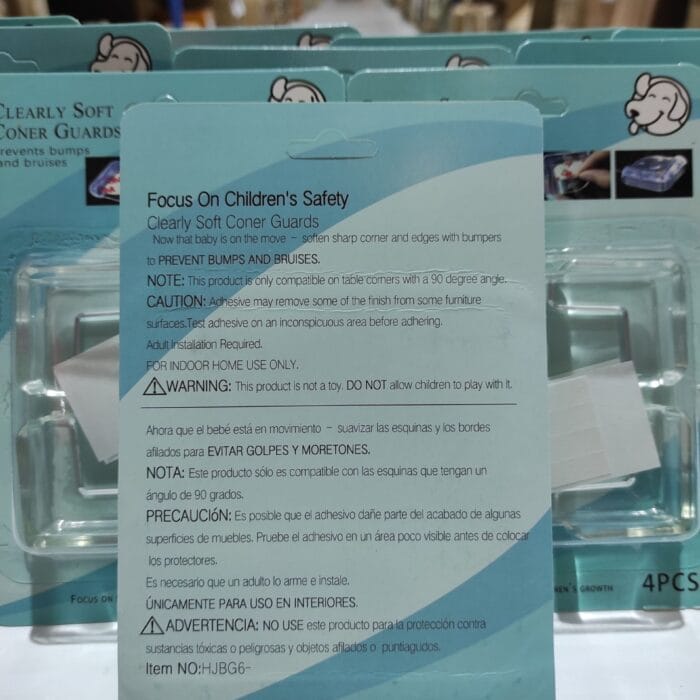 CLEARLY SOFT
CONER GUARDS
revents bumps
and bruises
Focus On Children's Safety
Clearly Soft Coner Guards
Now that baby is on the move - soften sharp corner and edges with bumpers
to PREVENT BUMPS AND BRUISES.
NOTE: This product is only compatible on table corners with a 90 degree angle.
CAUTION: Adhesive may remove some of the finish from some furniture
surfaces.Test adhesive on an inconspicuous area before adhering.
Adult Installation Required.
FOR INDOOR HOME USE ONLY.
⚠WARNING: This product is not a toy. DO NOT allow children to play with it.
Ahora que el bebé está en movimiento - suavizar las esquinas y los bordes
afilados para EVITAR GOLPES Y MORETONES.
NOTA: Este producto sólo es compatible con las esquinas que tengan un
ángulo de 90 grados.
PRECAUCIóN: Es posible que el adhesivo dañe parte del acabado de algunas
superficies de muebles. Pruebe el adhesivo en un área poco visible antes de colocar
los protectores.
Es necesario que un adulto lo arme e instale.
ÚNICAMENTE PARA USO EN INTERIORES.
⚠ADVERTENCIA: NO USE este producto para la protección contra
sustancias tóxicas o peligrosas y objetos afilados o puntiagudos.
Item NO:HJBG6-
FOCUS ON
REN'S GROWTH
4PCS